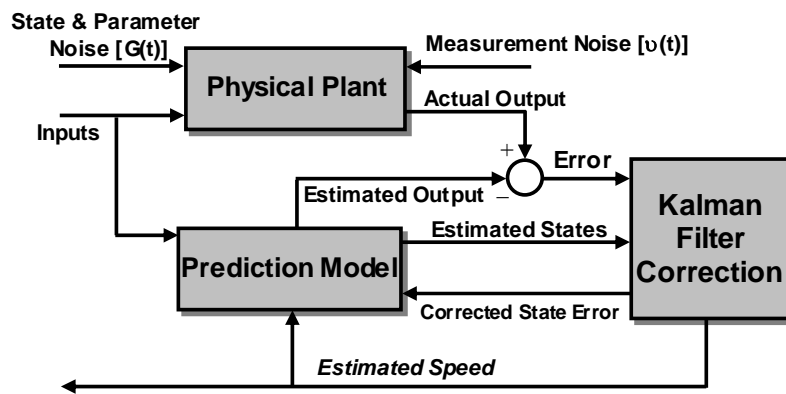 State & Parameter
Noise [G(t)]
Measurement Noise [υ(t)]
Physical Plant
Actual Output
Inputs
+
Error
Estimated Output
−
Kalman
Filter
Correction
Estimated States
Prediction Model
Corrected State Error
Estimated Speed